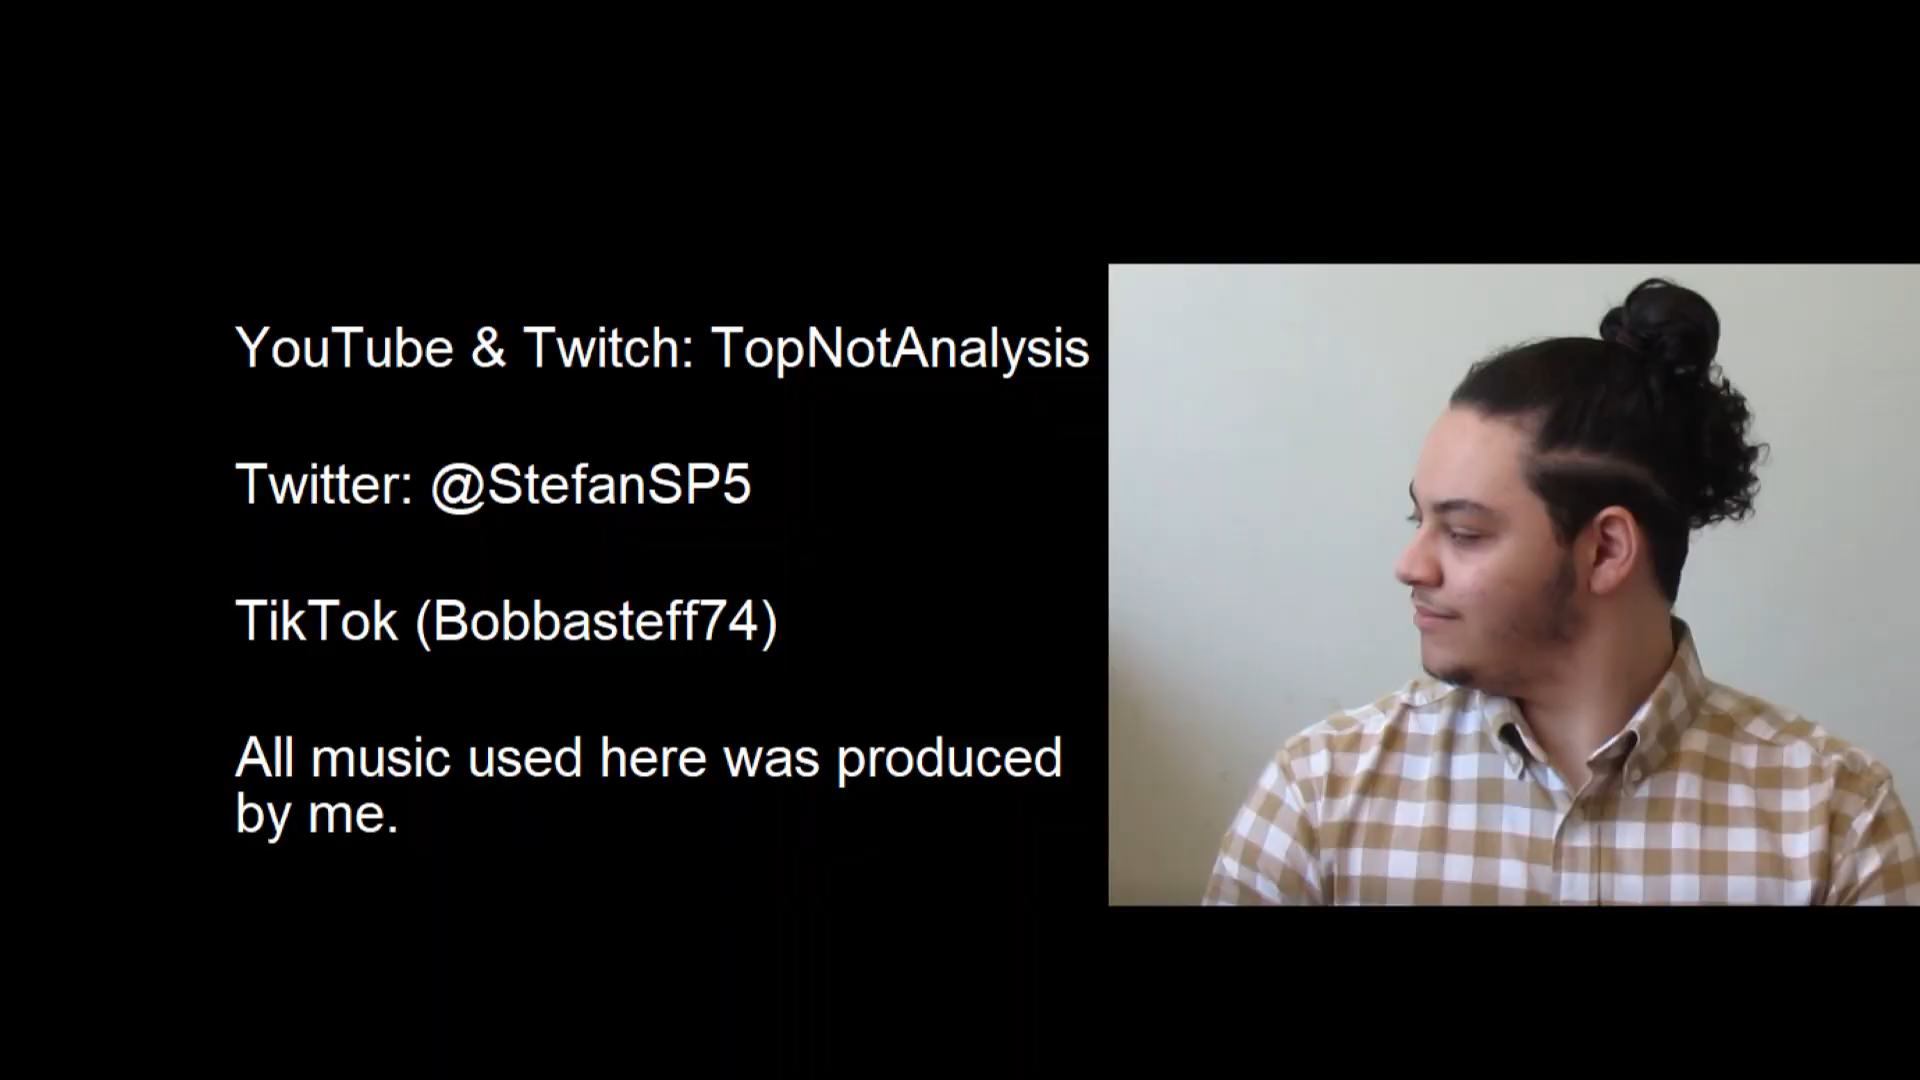 YouTube & Twitch: TopNotAnalysis
Twitter: @StefanSP5
TikTok (Bobbasteff74)
All music used here was produced
by me.